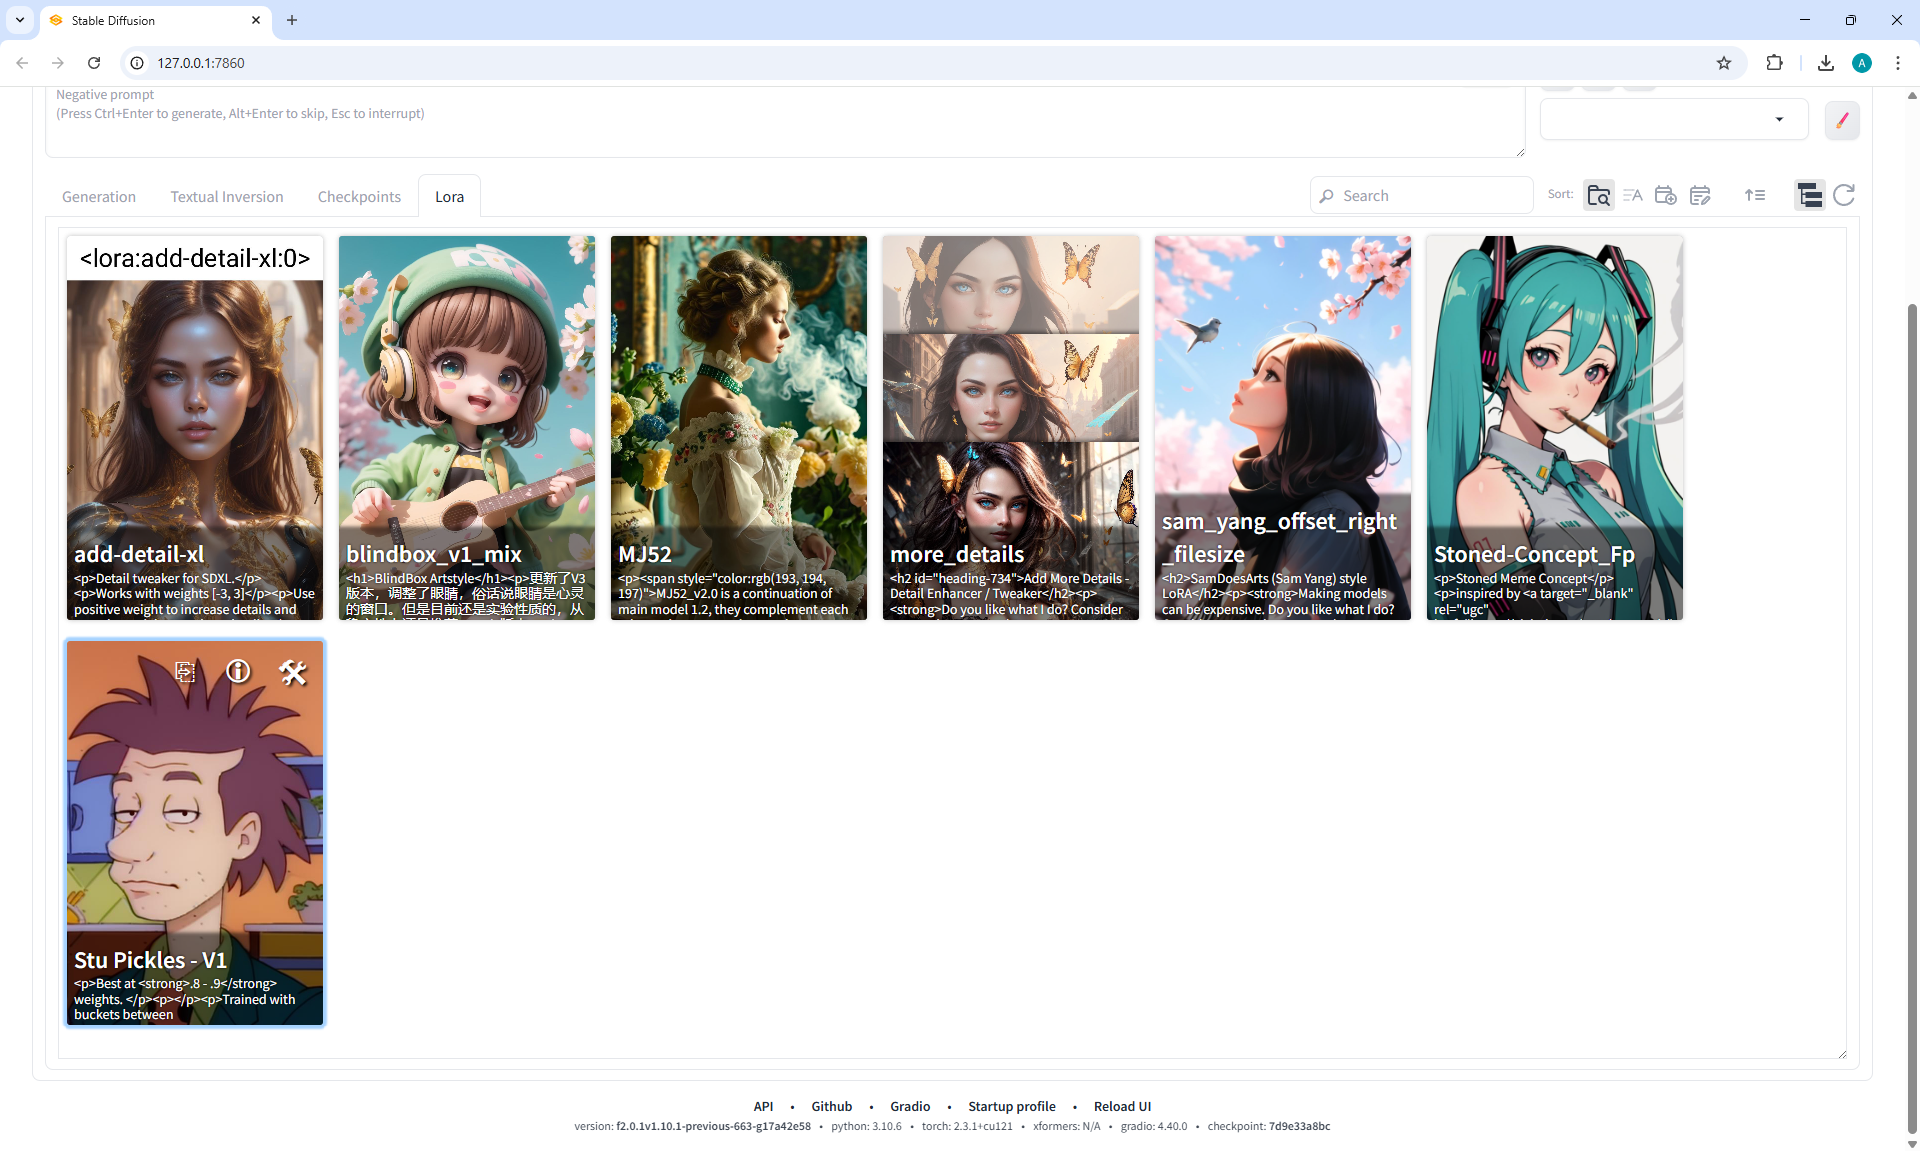 Stable Diffusion
127.0.0.1:7860
A
Negative prompt
(Press Ctrl+Enter to generate, Alt+Enter to skip, Esc to interrupt)
Generation
Textual Inversion
Checkpoints
Lora
Search
Sort:
<lora:add-detail-xl:0>
add-detail-xl
<p>Detail tweaker for SDXL.</p>
<p>Works with weights [-3, 3]</p><p>Use
positive weight to increase details and
blindbox_v1_mix
<h1>BlindBox Artstyle</h1><p>更新了V3
版本，调整了眼睛，俗话说眼睛是心灵
的窗口。但是目前还是实验性质的，从
MJ52
<p><span style="color:rgb(193, 194,
197)">MJ52_v2.0 is a continuation of
main model 1.2, they complement each
more_details
<h2 id="heading-734">Add More Details -
Detail Enhancer / Tweaker</h2><p>
<strong>Do you like what I do? Consider
sam_yang_offset_right
_filesize
<h2>SamDoesArts (Sam Yang) style
LoRA</h2><p><strong>Making models
can be expensive. Do you like what I do?
Stoned-Concept_Fp
<p>Stoned Meme Concept</p>
<p>inspired by <a target="_blank"
rel="ugc"
Stu Pickles - V1
<p>Best at <strong>.8 - .9</strong>
weights. </p><p></p><p>Trained with
buckets between
API • Github • Gradio • Startup profile • Reload UI
version: f2.0.1v1.10.1-previous-663-g17a42e58 • python: 3.10.6 • torch: 2.3.1+cu121 • xformers: N/A • gradio: 4.40.0 • checkpoint: 7d9e33a8bc